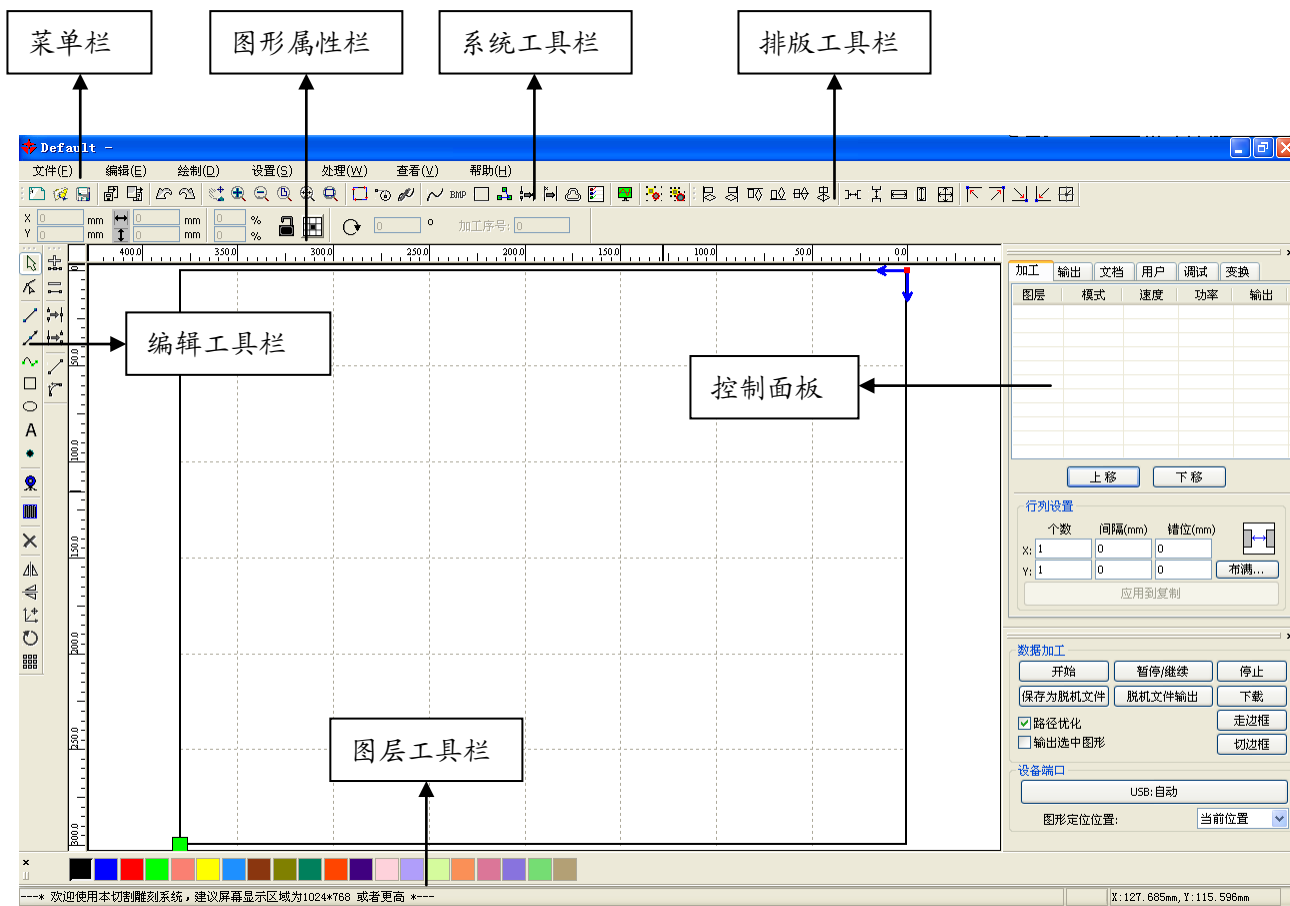 菜单栏 图形属性栏 系统工具栏 排版工具栏
Default -
文件(F) 编辑(E) 绘制(D) 设置(S) 处理(W) 查看(V) 帮助(H)
BMP
X 0 mm 0 mm 0 %
Y 0 mm 0 mm 0 %
0 ° 加工序号: 0
400.0 350.0 300.0 250.0 200.0 150.0 100.0 50.0 0.0
0
50.0
100.0
150.0
200.0
250.0
300.0
A
编辑工具栏
控制面板
图层工具栏
加工 输出 文档 用户 调试 变换
图层 模式 速度 功率 输出
上移 下移
行列设置
个数 间隔(mm) 错位(mm)
X: 1 0 0
Y: 1 0 0 布满...
应用到复制
数据加工
开始 暂停/继续 停止
保存为脱机文件 脱机文件输出 下载
路径优化 走边框
输出选中图形 切边框
设备端口
USB:自动
图形定位位置: 当前位置
---* 欢迎使用本切割雕刻系统,建议屏幕显示区域为1024*768 或者更高 *---
X:127.685mm,Y:115.596mm